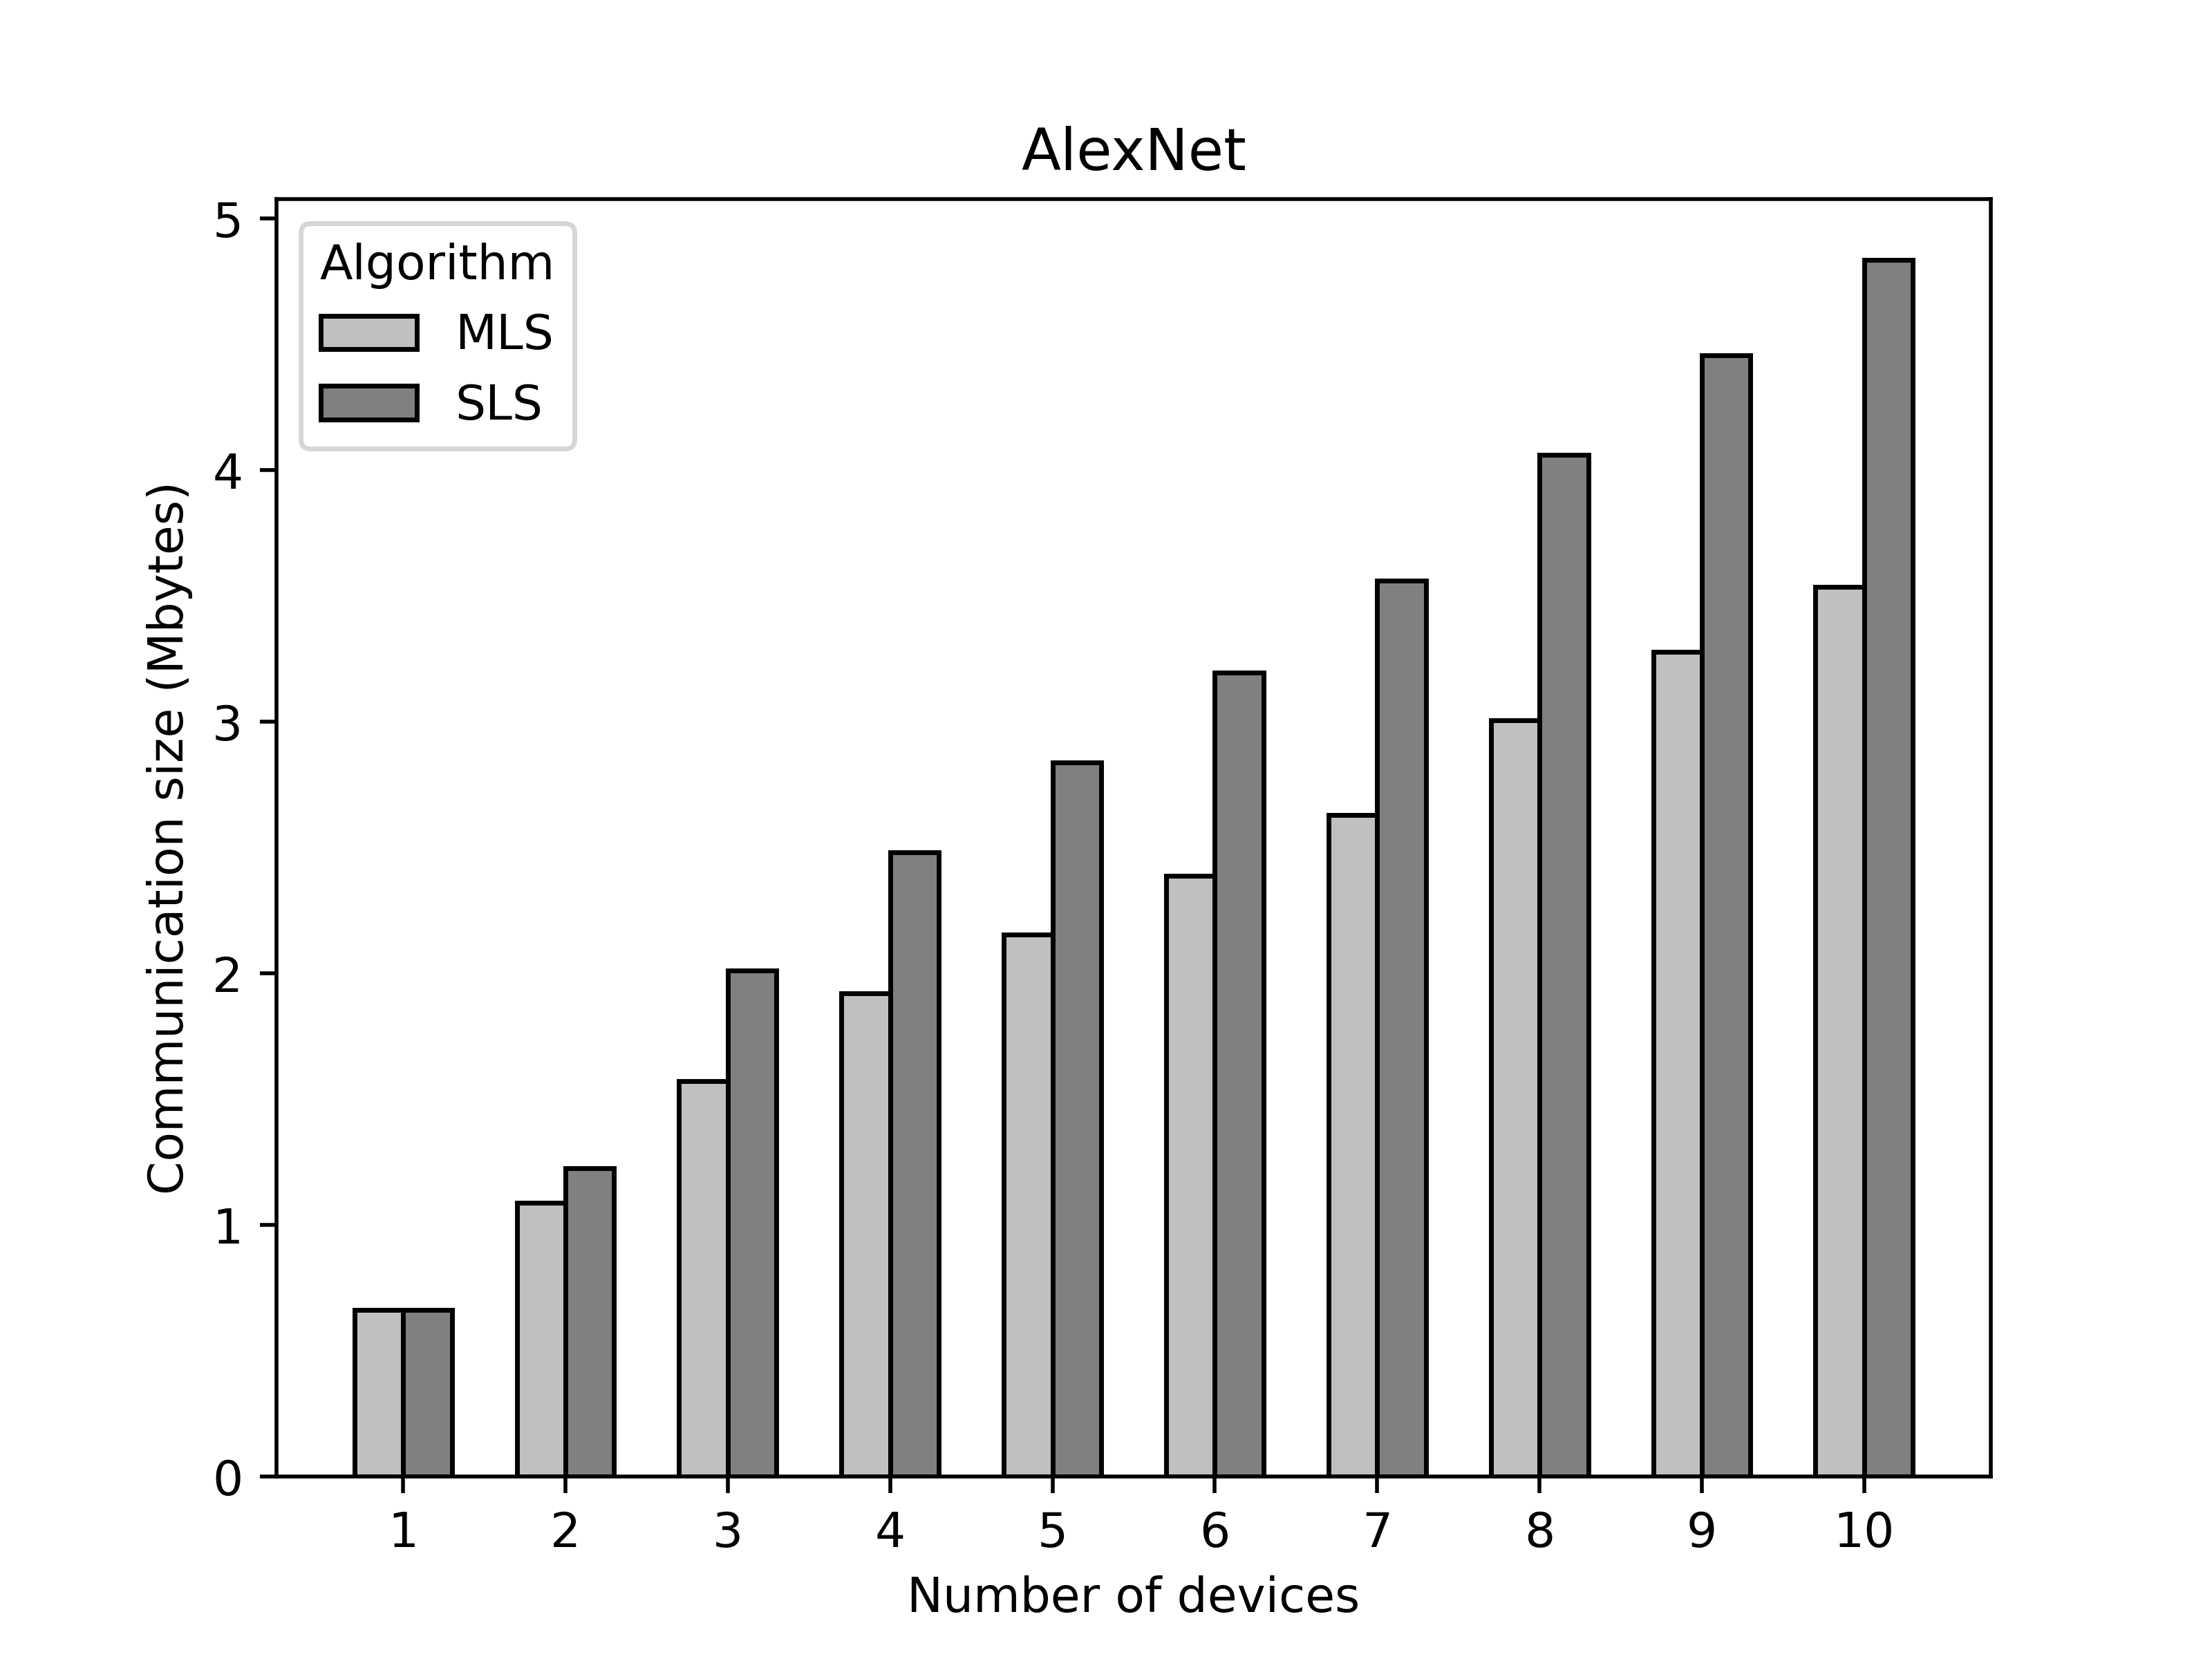 AlexNet
Algorithm
MLS
SLS
Communication size (Mbytes)
5
4
3
2
1
0
1 2 3 4 5 6 7 8 9 10
Number of devices